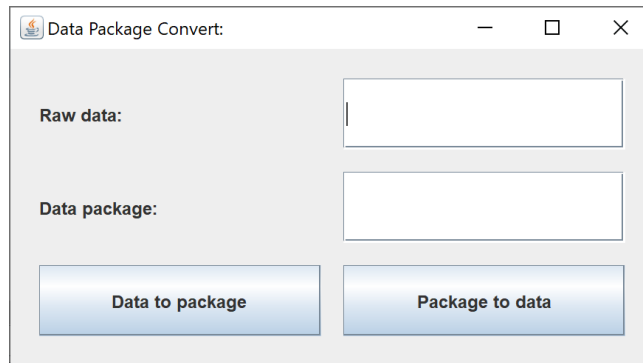 Data Package Convert:
Raw data:
Data package:
Data to package
Package to data